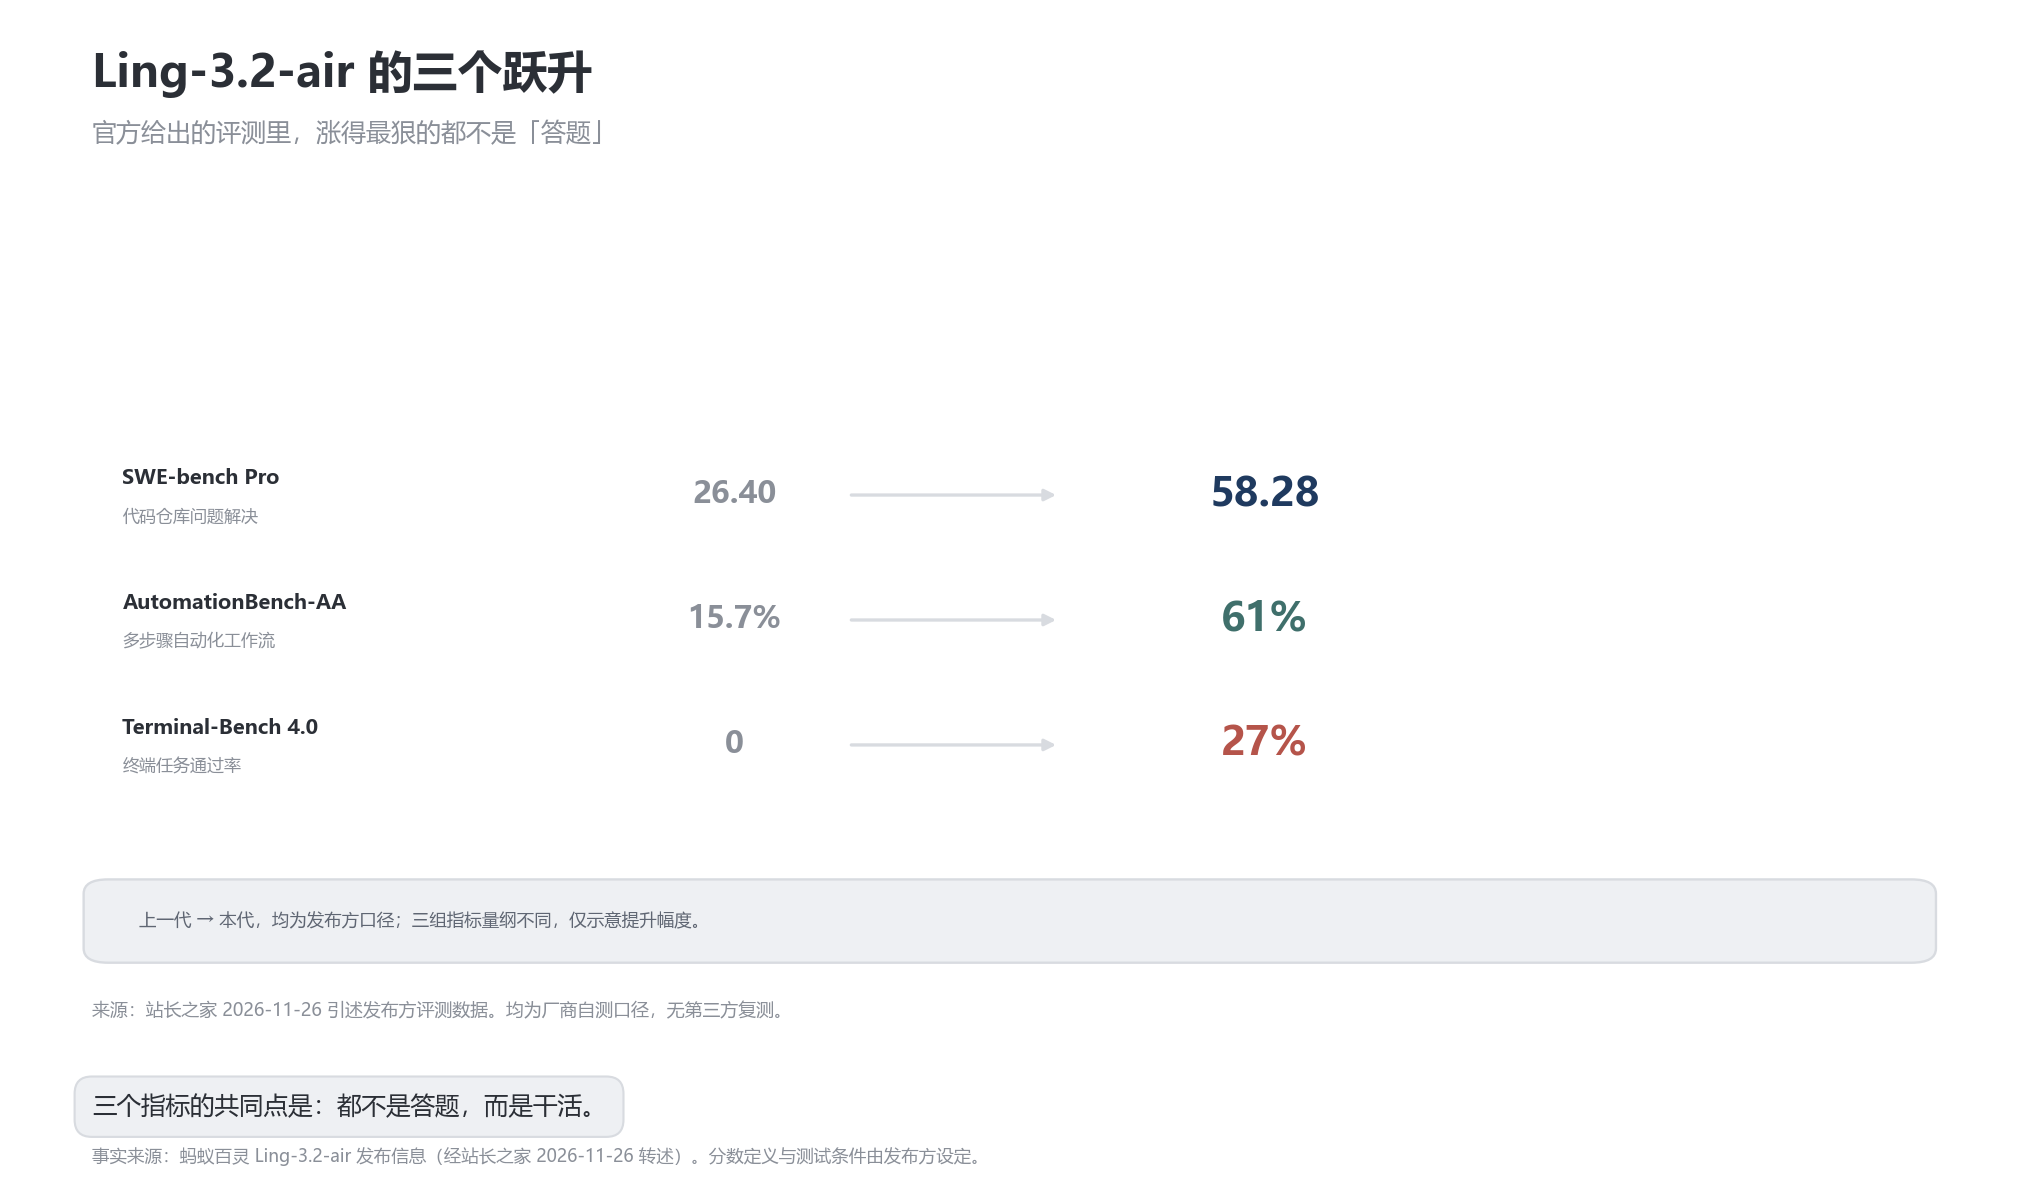 Ling-3.2-air 的三个跃升
官方给出的评测里，涨得最狠的都不是「答题」
SWE-bench Pro
代码仓库问题解决
26.40
58.28
AutomationBench-AA
多步骤自动化工作流
15.7%
61%
Terminal-Bench 4.0
终端任务通过率
0
27%
上一代 → 本代，均为发布方口径；三组指标量纲不同，仅示意提升幅度。
来源：站长之家 2026-11-26 引述发布方评测数据。均为厂商自测口径，无第三方复测。
三个指标的共同点是：都不是答题，而是干活。
事实来源：蚂蚁百灵 Ling-3.2-air 发布信息（经站长之家 2026-11-26 转述）。分数定义与测试条件由发布方设定。